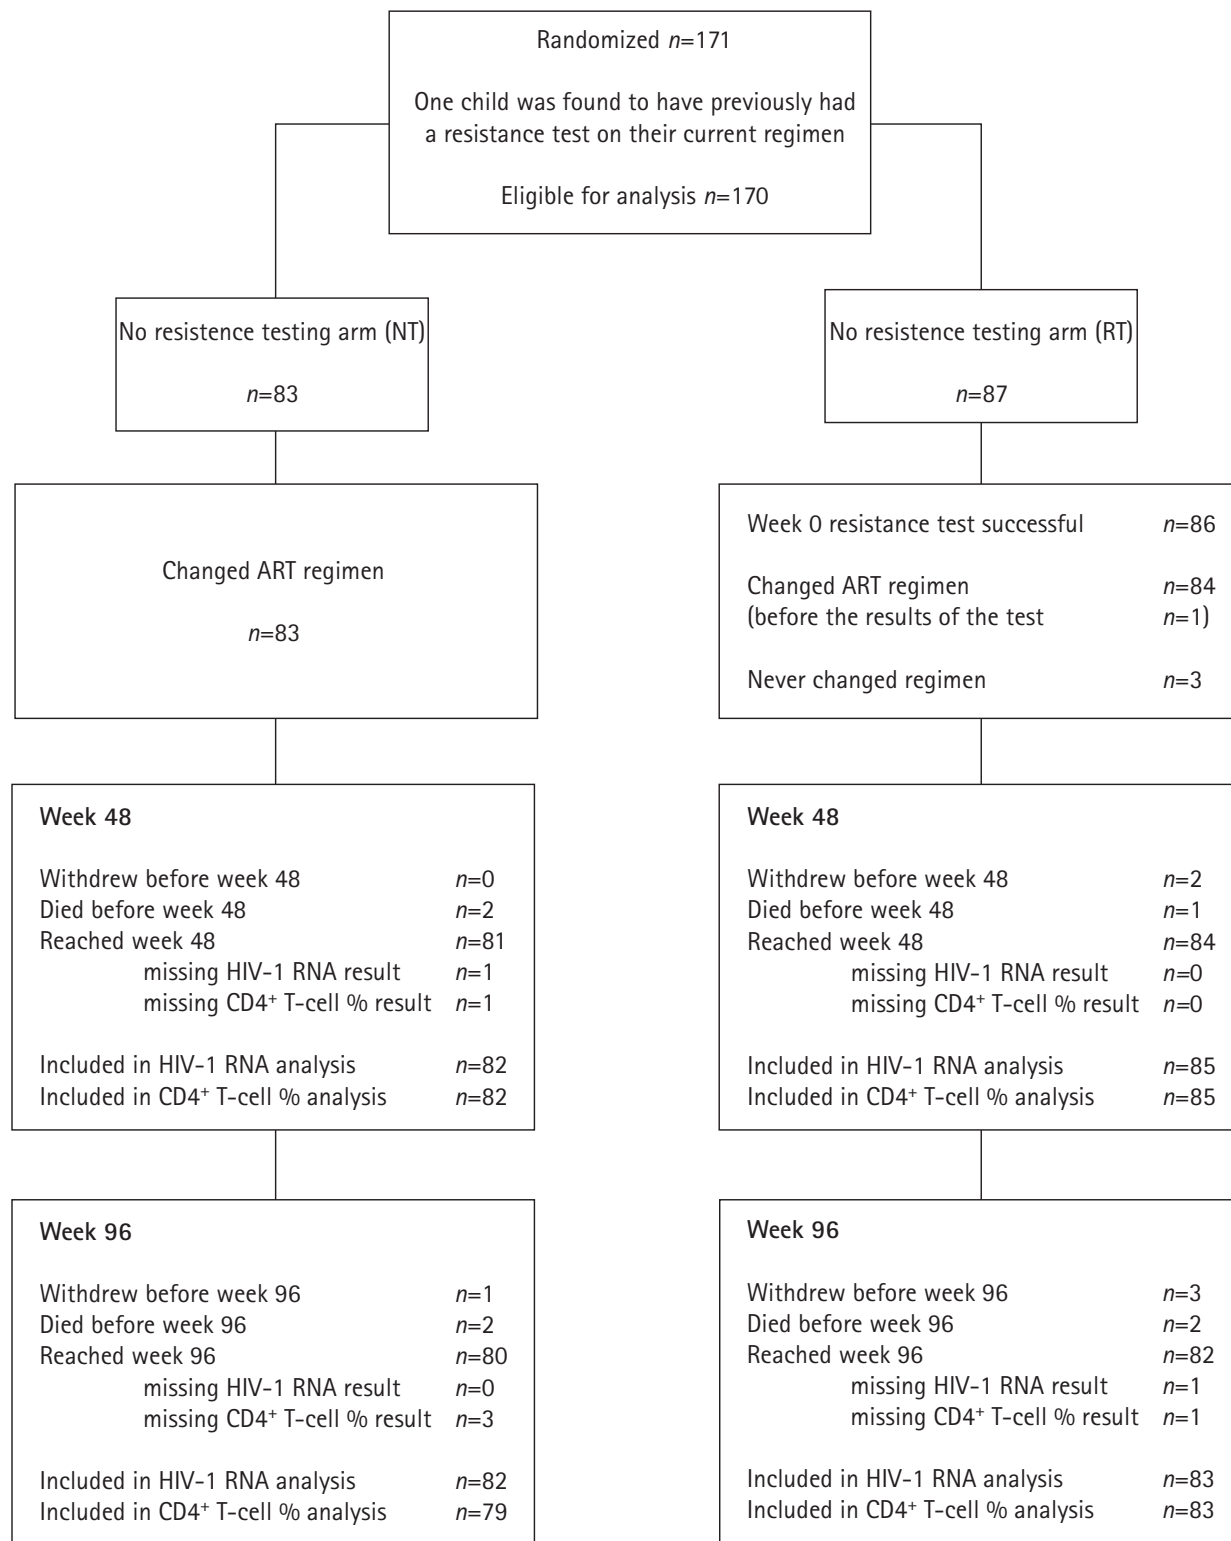 Randomized n=171
One child was found to have previously had
a resistance test on their current regimen
Eligible for analysis n=170
No resistence testing arm (NT)
n=83
No resistence testing arm (RT)
n=87
Changed ART regimen
n=83
Week 0 resistance test successful n=86
Changed ART regimen n=84
(before the results of the test n=1)
Never changed regimen n=3
Week 48
Withdrew before week 48 n=0
Died before week 48 n=2
Reached week 48 n=81
missing HIV-1 RNA result n=1
missing CD4⁺ T-cell % result n=1
Included in HIV-1 RNA analysis n=82
Included in CD4⁺ T-cell % analysis n=82
Week 48
Withdrew before week 48 n=2
Died before week 48 n=1
Reached week 48 n=84
missing HIV-1 RNA result n=0
missing CD4⁺ T-cell % result n=0
Included in HIV-1 RNA analysis n=85
Included in CD4⁺ T-cell % analysis n=85
Week 96
Withdrew before week 96 n=1
Died before week 96 n=2
Reached week 96 n=80
missing HIV-1 RNA result n=0
missing CD4⁺ T-cell % result n=3
Included in HIV-1 RNA analysis n=82
Included in CD4⁺ T-cell % analysis n=79
Week 96
Withdrew before week 96 n=3
Died before week 96 n=2
Reached week 96 n=82
missing HIV-1 RNA result n=1
missing CD4⁺ T-cell % result n=1
Included in HIV-1 RNA analysis n=83
Included in CD4⁺ T-cell % analysis n=83